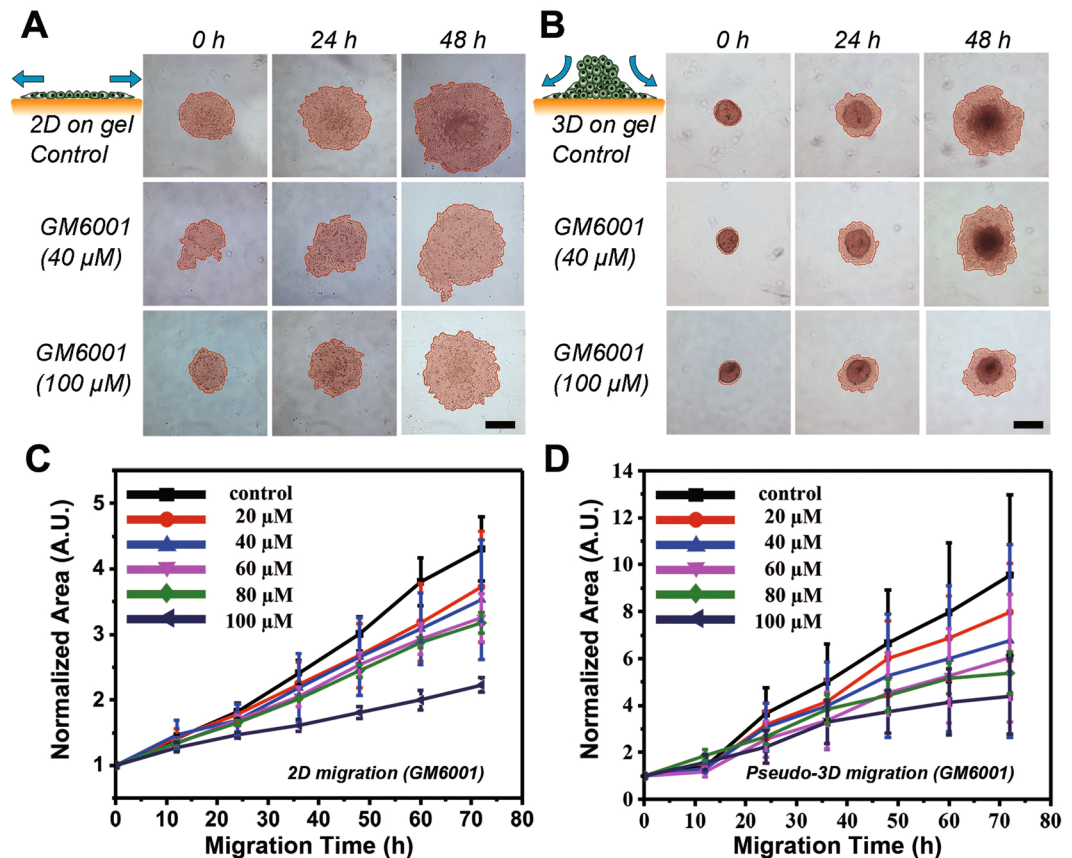 A
0 h 24 h 48 h
2D on gel
Control
GM6001
(40 µM)
GM6001
(100 µM)
B
0 h 24 h 48 h
3D on gel
Control
GM6001
(40 µM)
GM6001
(100 µM)
C
Normalized Area (A.U.)
5
4
3
2
1
control
20 µM
40 µM
60 µM
80 µM
100 µM
2D migration (GM6001)
0 10 20 30 40 50 60 70 80
Migration Time (h)
D
Normalized Area (A.U.)
14
12
10
8
6
4
2
0
control
20 µM
40 µM
60 µM
80 µM
100 µM
Pseudo-3D migration (GM6001)
0 10 20 30 40 50 60 70 80
Migration Time (h)